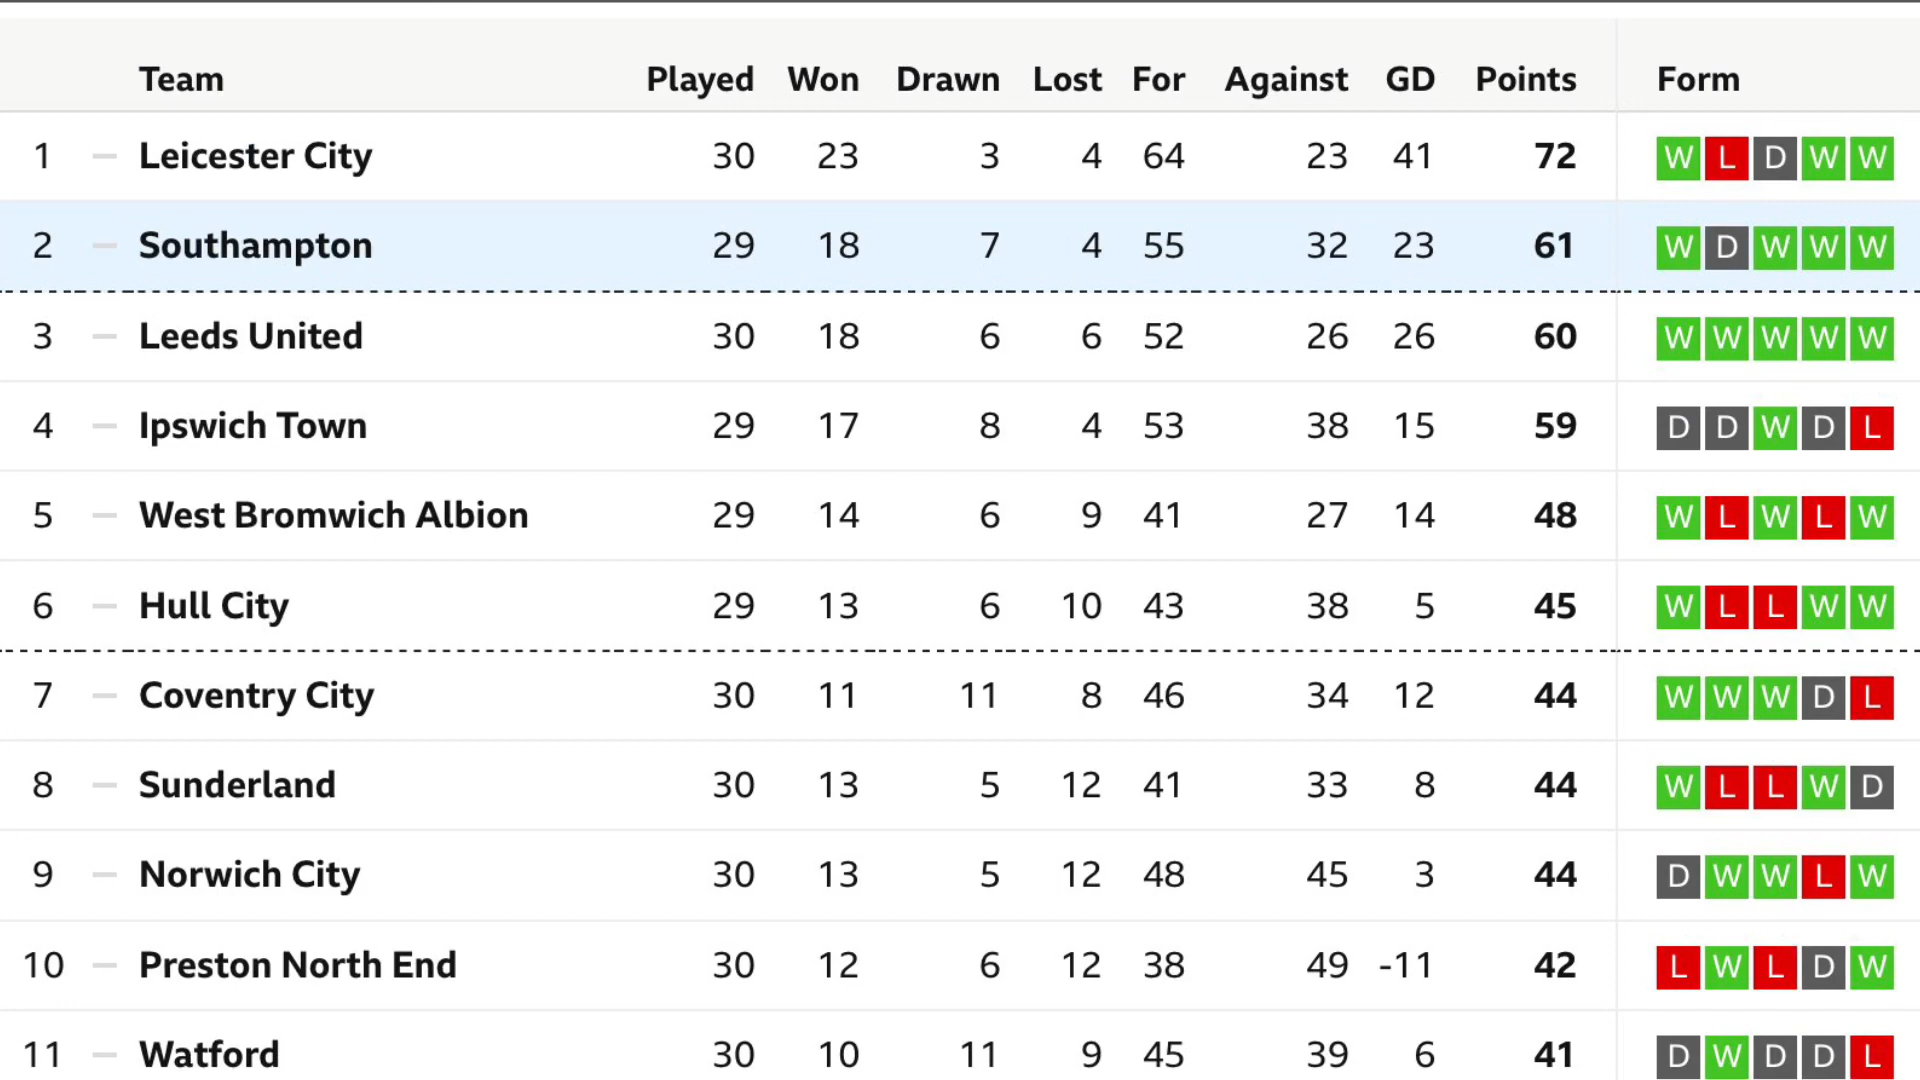 Team Played Won Drawn Lost For Against GD Points Form
1 Leicester City 30 23 3 4 64 23 41 72 W L D W W
2 Southampton 29 18 7 4 55 32 23 61 W D W W W
3 Leeds United 30 18 6 6 52 26 26 60 W W W W W
4 Ipswich Town 29 17 8 4 53 38 15 59 D D W D L
5 West Bromwich Albion 29 14 6 9 41 27 14 48 W L W L W
6 Hull City 29 13 6 10 43 38 5 45 W L L W W
7 Coventry City 30 11 11 8 46 34 12 44 W W W D L
8 Sunderland 30 13 5 12 41 33 8 44 W L L W D
9 Norwich City 30 13 5 12 48 45 3 44 D W W L W
10 Preston North End 30 12 6 12 38 49 -11 42 L W L D W
11 Watford 30 10 11 9 45 39 6 41 D W D D L